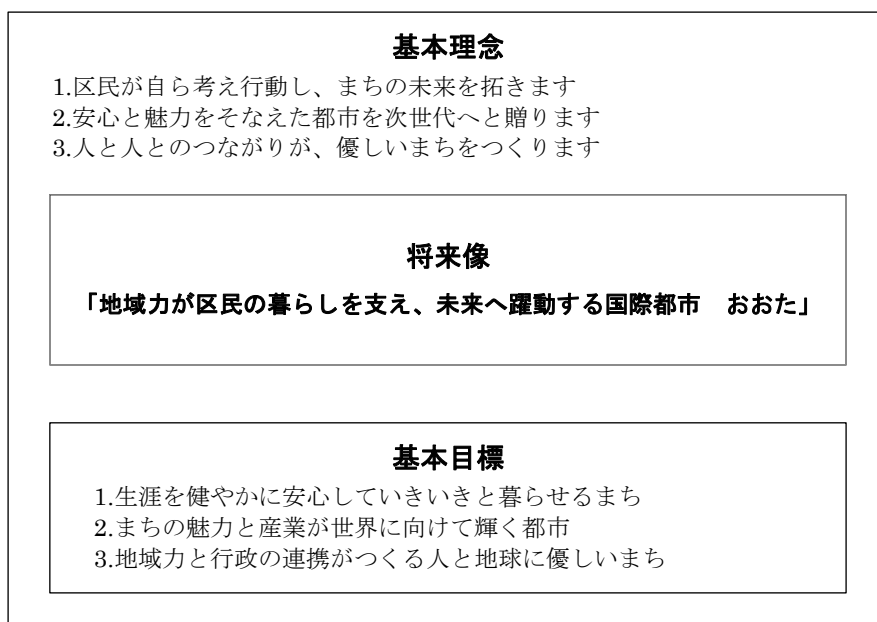 基本理念
1.区民が自ら考え行動し、まちの未来を拓きます
2.安心と魅力をそなえた都市を次世代へと贈ります
3.人と人とのつながりが、優しいまちをつくります
将来像
「地域力が区民の暮らしを支え、未来へ躍動する国際都市　おおた」
基本目標
1.生涯を健やかに安心していきいきと暮らせるまち
2.まちの魅力と産業が世界に向けて輝く都市
3.地域力と行政の連携がつくる人と地球に優しいまち